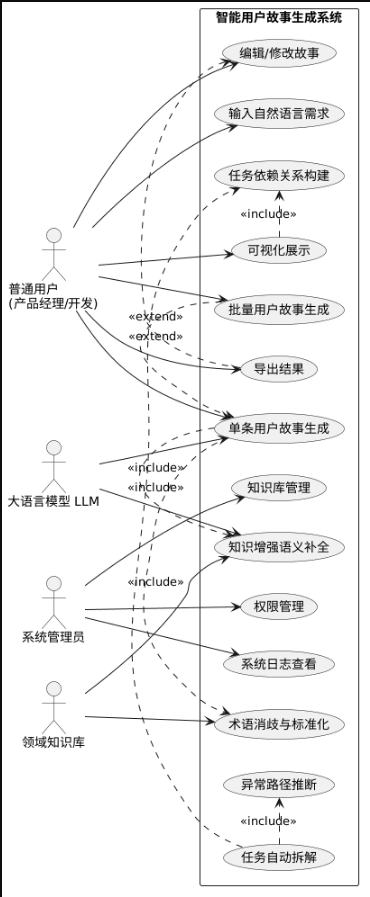 智能用户故事生成系统
编辑/修改故事
输入自然语言需求
任务依赖关系构建
«include»
可视化展示
普通用户
(产品经理/开发)
批量用户故事生成
«extend»
«extend»
导出结果
单条用户故事生成
«include»
«include»
大语言模型 LLM
知识库管理
知识增强语义补全
«include»
权限管理
系统管理员
系统日志查看
术语消歧与标准化
领域知识库
异常路径推断
«include»
任务自动拆解